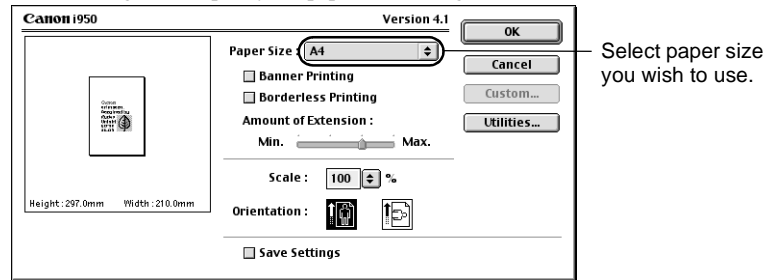 Canon i950
Version 4.1
OK
Paper Size : A4
Select paper size
you wish to use.
Cancel
Banner Printing
Borderless Printing
Custom...
Amount of Extension :
Utilities...
Min. Max.
Scale : 100 %
Height : 297.0mm Width : 210.0mm
Orientation :
Save Settings